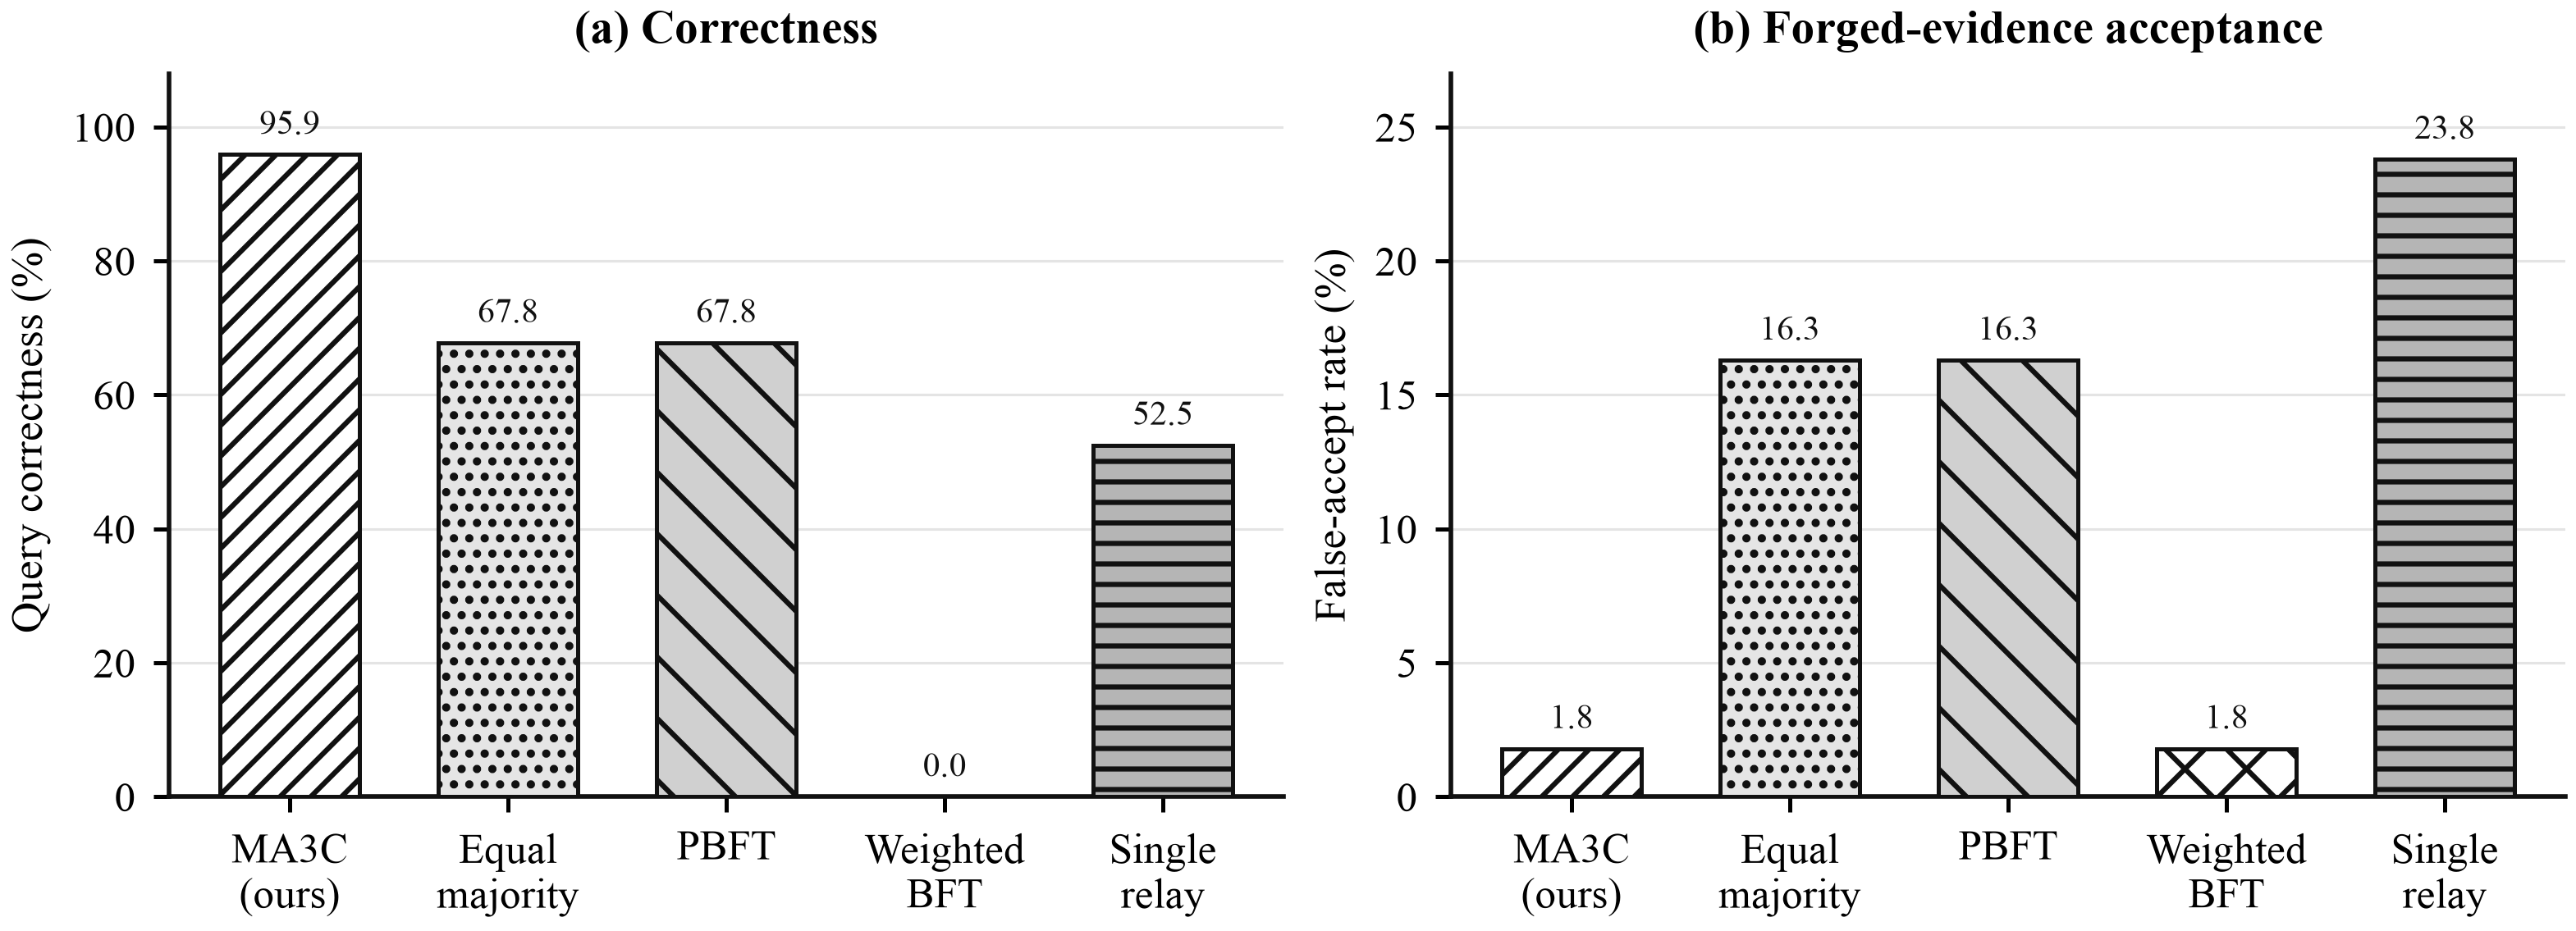 (a) Correctness
Query correctness (%)
100
80
60
40
20
0
95.9
67.8
67.8
0.0
52.5
MA3C
(ours)
Equal
majority
PBFT
Weighted
BFT
Single
relay
(b) Forged-evidence acceptance
False-accept rate (%)
25
20
15
10
5
0
1.8
16.3
16.3
1.8
23.8
MA3C
(ours)
Equal
majority
PBFT
Weighted
BFT
Single
relay